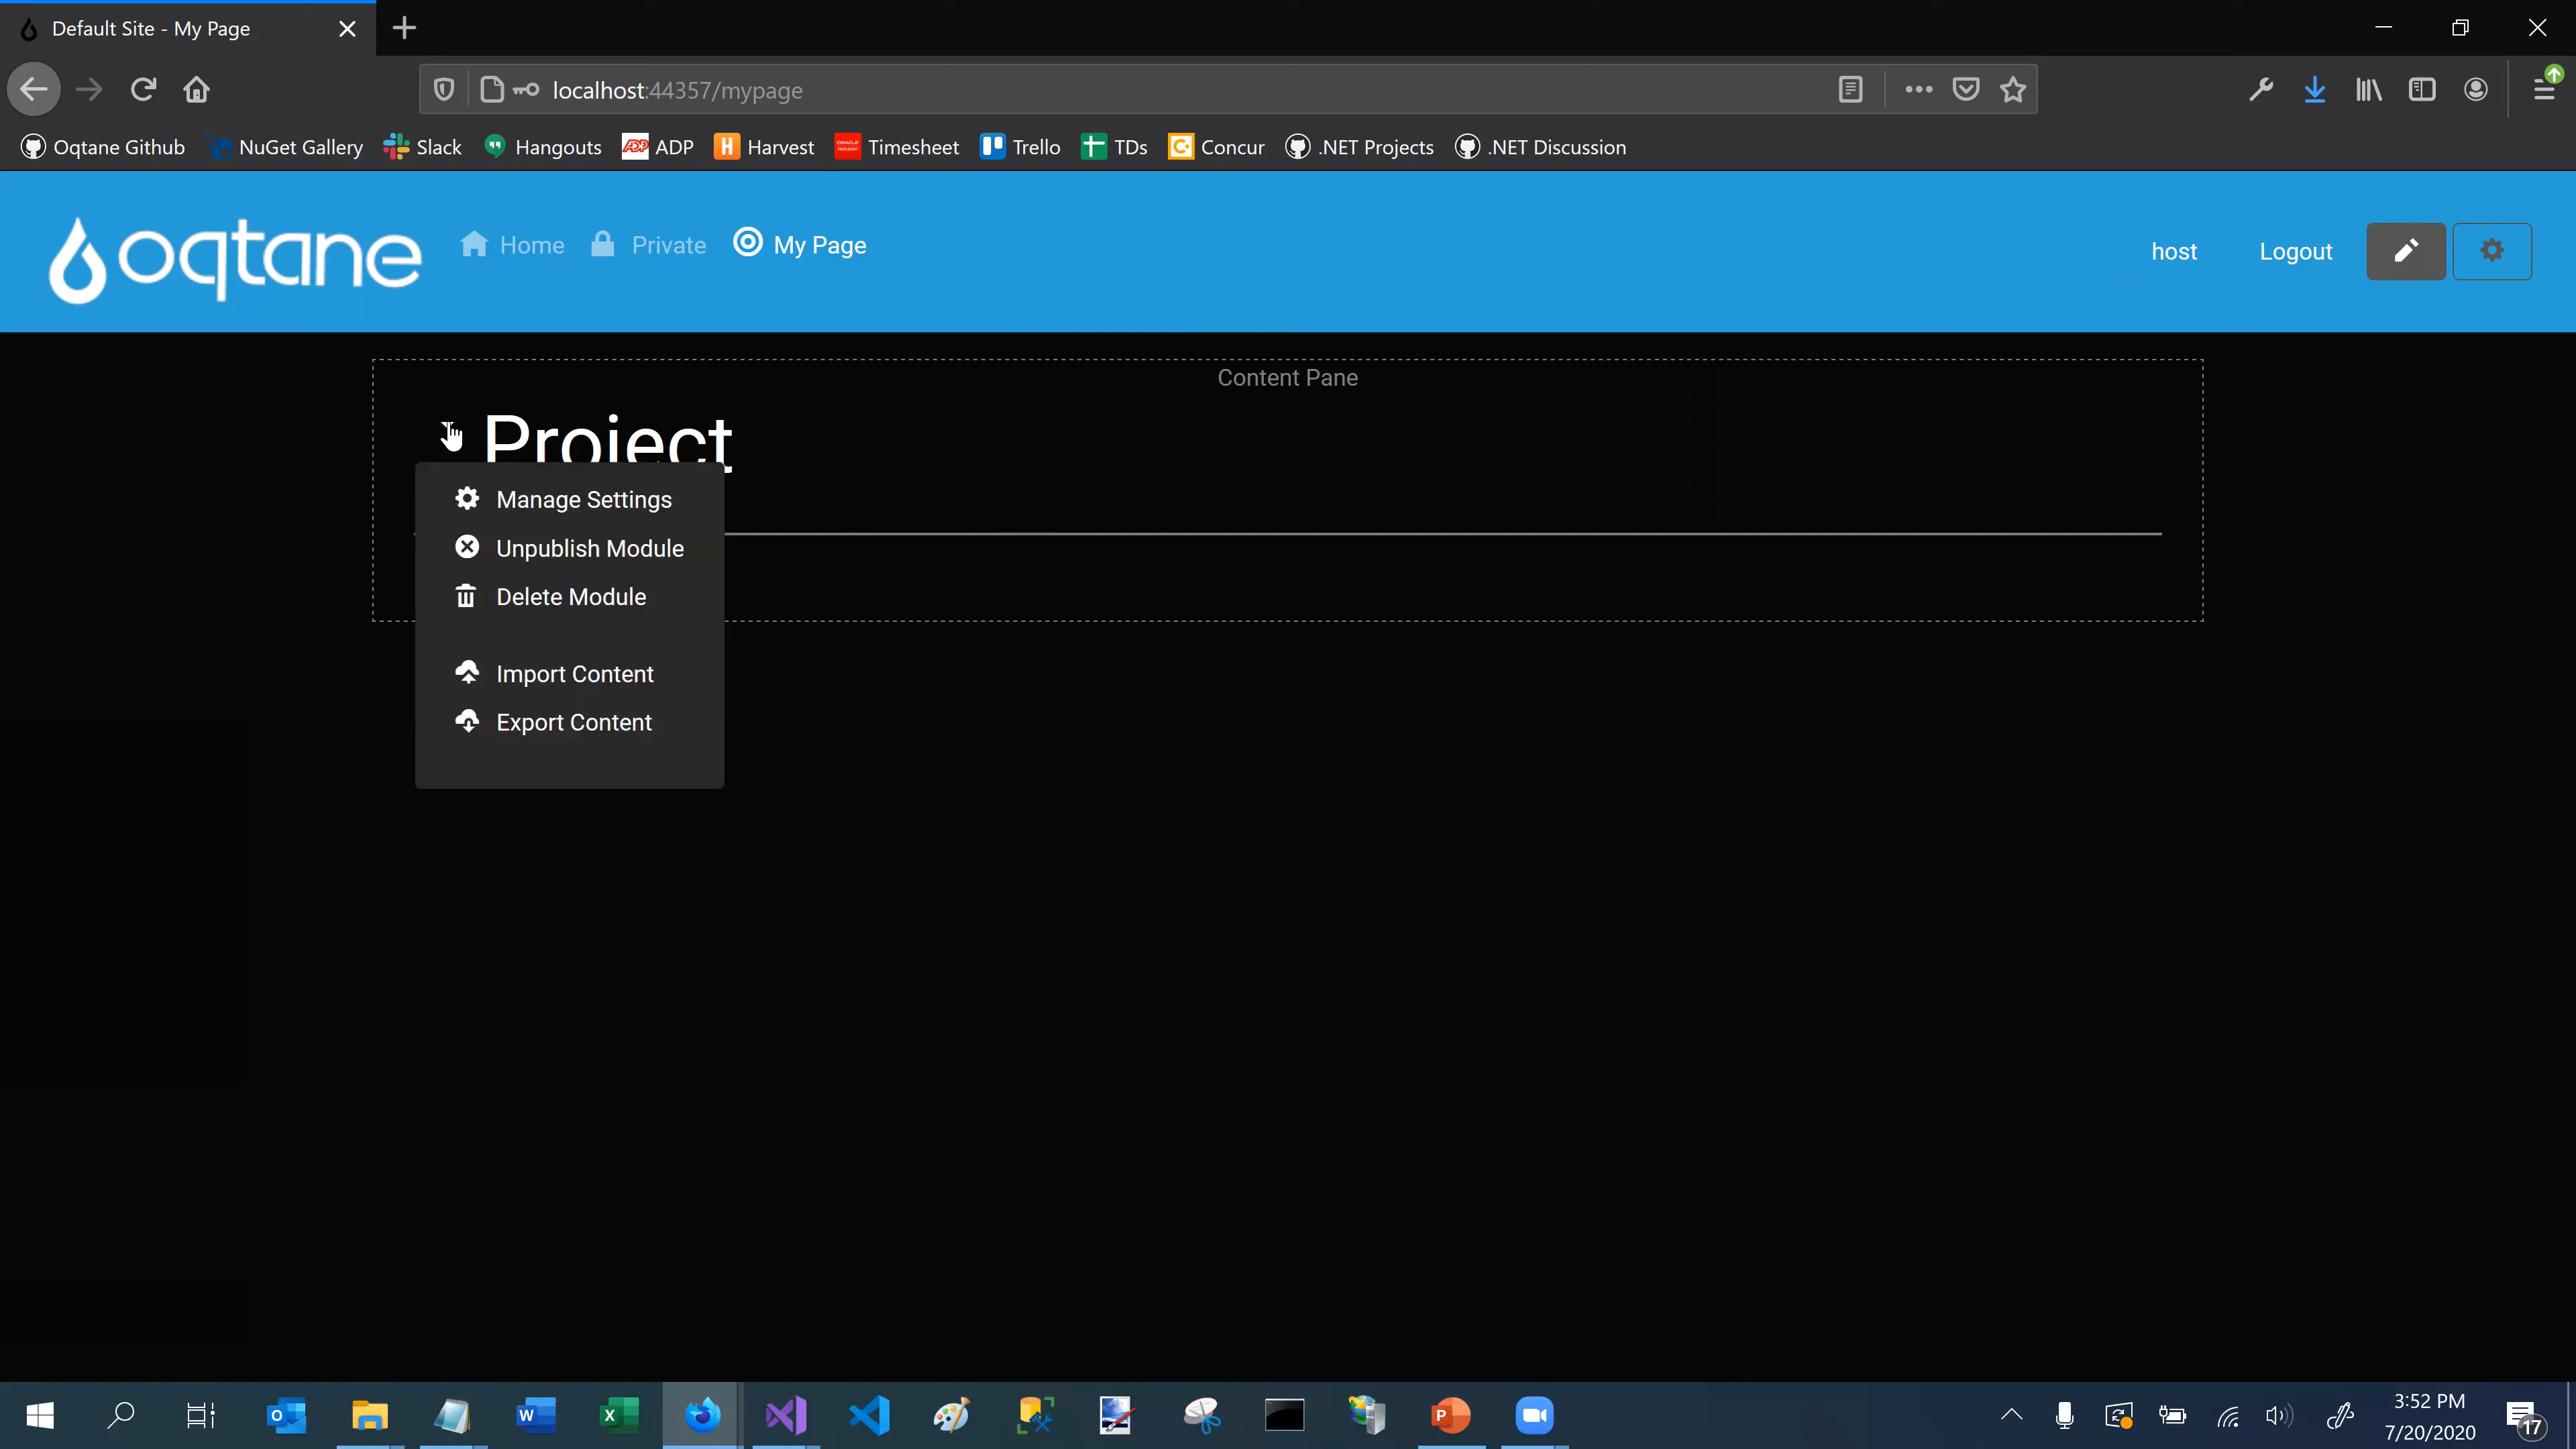 Default Site - My Page
localhost:44357/mypage
Oqtane Github NuGet Gallery Slack Hangouts ADP Harvest Timesheet Trello TDs Concur .NET Projects .NET Discussion
oqtane Home Private My Page host Logout
Content Pane
Project
Manage Settings
Unpublish Module
Delete Module
Import Content
Export Content
3:52 PM
7/20/2020
17